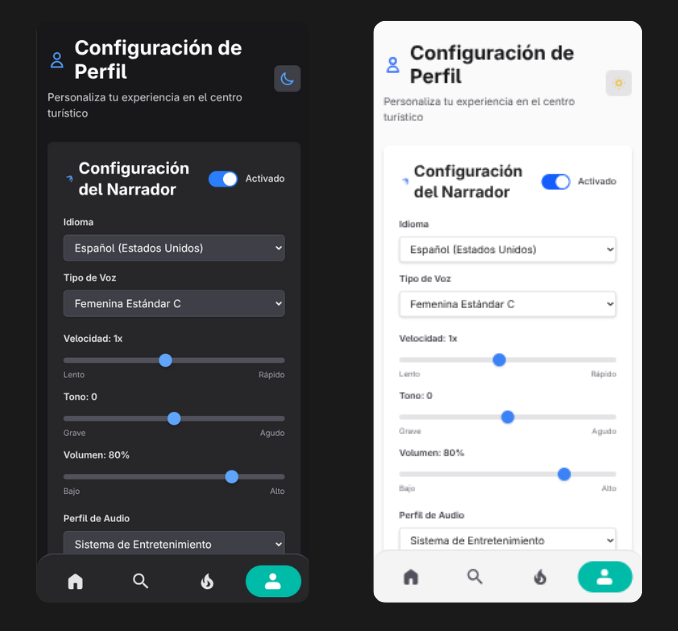 Configuración de
Perfil
Personaliza tu experiencia en el centro
turístico
Configuración
del Narrador
Activado
Idioma
Español (Estados Unidos)
Tipo de Voz
Femenina Estándar C
Velocidad: 1x
Lento
Rápido
Tono: 0
Grave
Agudo
Volumen: 80%
Bajo
Alto
Perfil de Audio
Sistema de Entretenimiento
Configuración de
Perfil
Personaliza tu experiencia en el centro
turístico
Configuración
del Narrador
Activado
Idioma
Español (Estados Unidos)
Tipo de Voz
Femenina Estándar C
Velocidad: 1x
Lento
Rápido
Tono: 0
Grave
Agudo
Volumen: 80%
Bajo
Alto
Perfil de Audio
Sistema de Entretenimiento